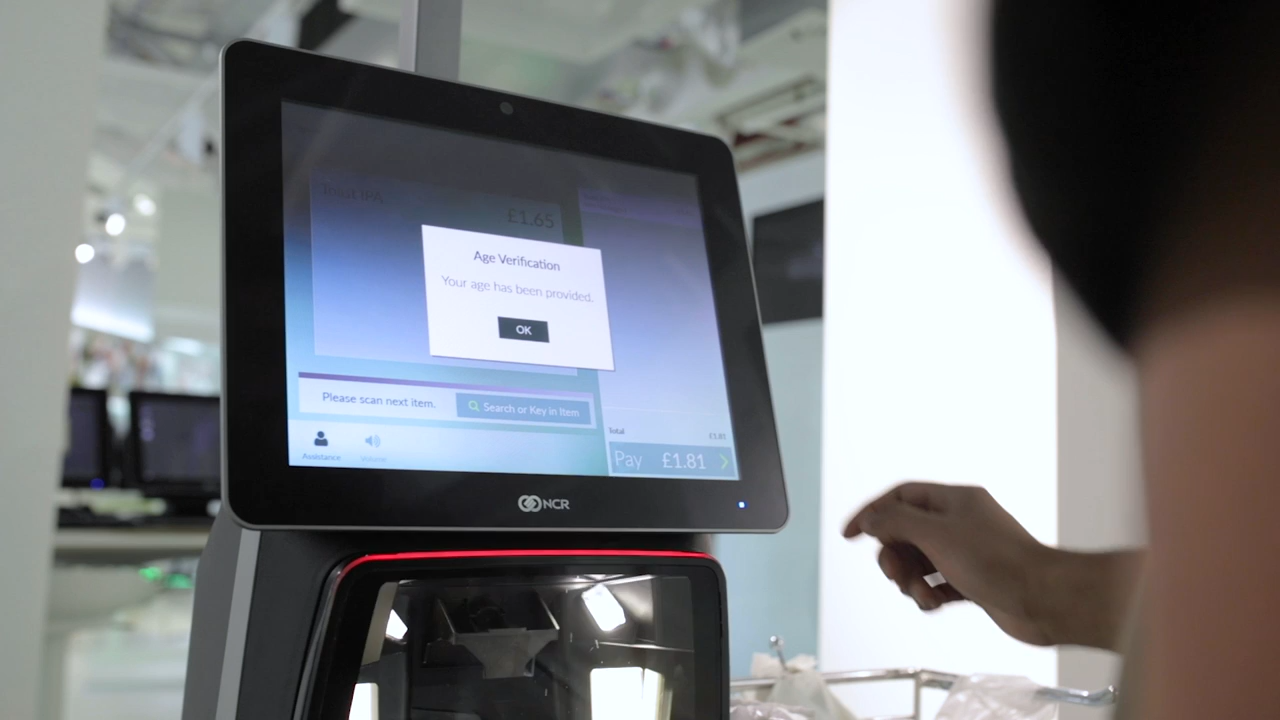 IPA
£1.65
Age Verification
Your age has been provided.
OK
Please scan next item.
Search or Key in Item
Assistance
Volume
Total £1.81
Pay £1.81
NCR